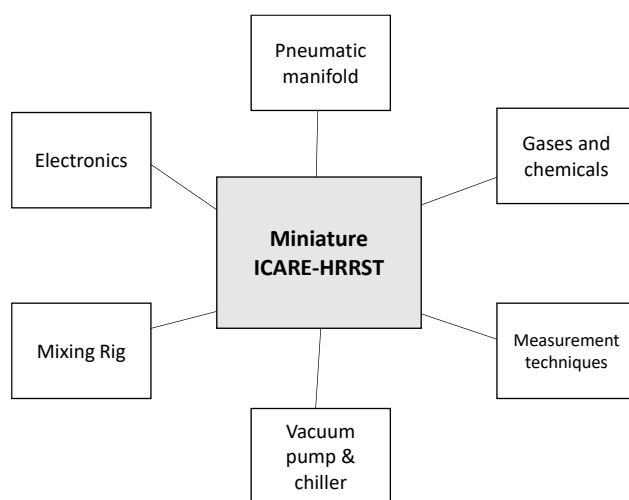 Pneumatic
manifold
Electronics
Gases and
chemicals
Miniature
ICARE-HRRST
Mixing Rig
Measurement
techniques
Vacuum
pump &
chiller